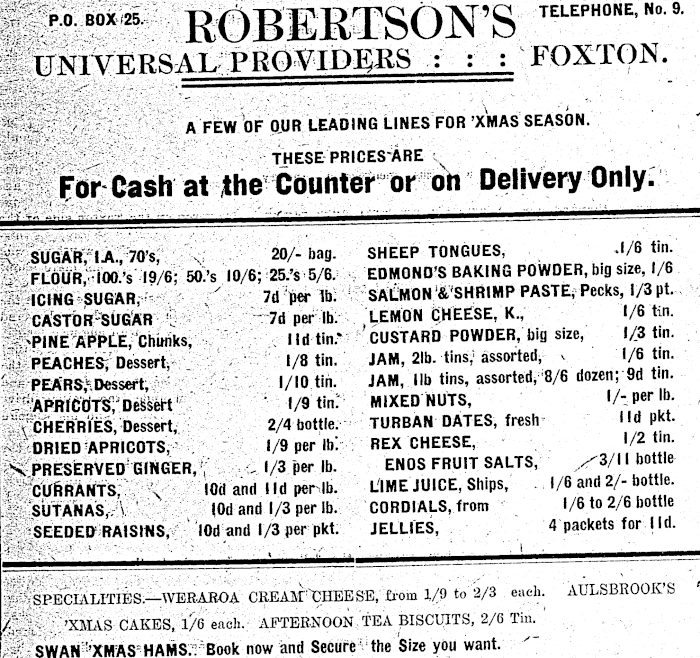 P.O. BOX 25.
ROBERTSON'S
TELEPHONE, No. 9.
UNIVERSAL PROVIDERS : : : FOXTON.
A FEW OF OUR LEADING LINES FOR 'XMAS SEASON.
THESE PRICES ARE
For Cash at the Counter or on Delivery Only.
SUGAR, I.A., 70's, 20/- bag.
FLOUR, 100.'s 19/6; 50.'s 10/6; 25.'s 5/6.
ICING SUGAR, 7d per lb.
CASTOR SUGAR 7d per lb.
PINE APPLE, Chunks, 11d tin.
PEACHES, Dessert, 1/8 tin.
PEARS, Dessert, 1/10 tin.
APRICOTS, Dessert 1/9 tin.
CHERRIES, Dessert, 2/4 bottle.
DRIED APRICOTS, 1/9 per lb.
PRESERVED GINGER, 1/3 per lb.
CURRANTS, 10d and 11d per lb.
SUTANAS, 10d and 1/3 per lb.
SEEDED RAISINS, 10d and 1/3 per pkt.
SHEEP TONGUES, 1/6 tin.
EDMOND'S BAKING POWDER, big size, 1/6
SALMON & SHRIMP PASTE, Pecks, 1/3 pt.
LEMON CHEESE, K., 1/6 tin.
CUSTARD POWDER, big size, 1/3 tin.
JAM, 2lb. tins, assorted, 1/6 tin.
JAM, 1lb tins, assorted, 8/6 dozen; 9d tin.
MIXED NUTS, 1/- per lb.
TURBAN DATES, fresh 11d pkt.
REX CHEESE, 1/2 tin.
ENOS FRUIT SALTS, 3/11 bottle
LIME JUICE, Ships, 1/6 and 2/- bottle.
CORDIALS, from 1/6 to 2/6 bottle
JELLIES, 4 packets for 11d.
SPECIALITIES.—WERAROA CREAM CHEESE, from 1/9 to 2/3 each. AULSBROOK'S
'XMAS CAKES, 1/6 each. AFTERNOON TEA BISCUITS, 2/6 Tin.
SWAN 'XMAS HAMS. Book now and Secure the Size you want.